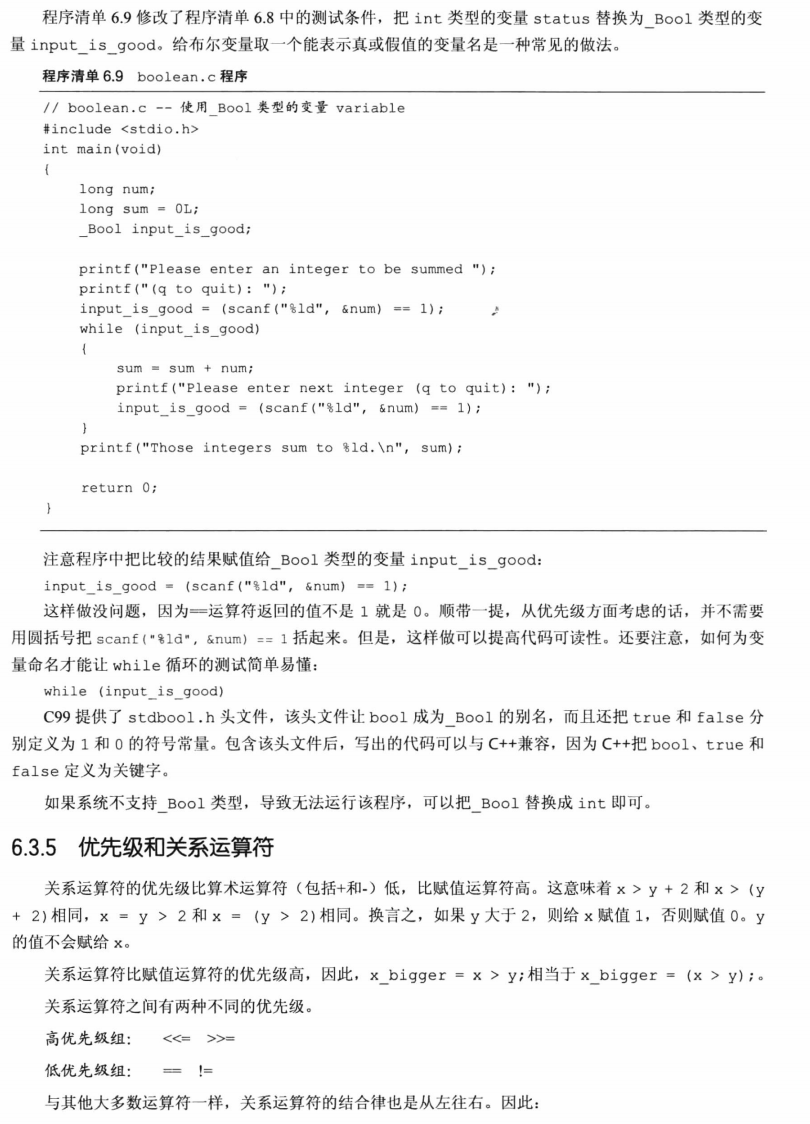 程序清单 6.9 修改了程序清单 6.8 中的测试条件，把 int 类型的变量 status 替换为_Bool 类型的变
量 input_is_good。给布尔变量取一个能表示真或假值的变量名是一种常见的做法。
程序清单 6.9 boolean.c 程序
// boolean.c -- 使用_Bool 类型的变量 variable
#include <stdio.h>
int main(void)
{
long num;
long sum = 0L;
_Bool input_is_good;
printf("Please enter an integer to be summed ");
printf("(q to quit): ");
input_is_good = (scanf("%ld", &num) == 1);
while (input_is_good)
{
sum = sum + num;
printf("Please enter next integer (q to quit): ");
input_is_good = (scanf("%ld", &num) == 1);
}
printf("Those integers sum to %ld.\n", sum);
return 0;
}
注意程序中把比较的结果赋值给_Bool 类型的变量 input_is_good：
input_is_good = (scanf("%ld", &num) == 1);
这样做没问题，因为==运算符返回的值不是 1 就是 0。顺带一提，从优先级方面考虑的话，并不需要
用圆括号把 scanf("%ld", &num) == 1 括起来。但是，这样做可以提高代码可读性。还要注意，如何为变
量命名才能让 while 循环的测试简单易懂：
while (input_is_good)
C99 提供了 stdbool.h 头文件，该头文件让 bool 成为_Bool 的别名，而且还把 true 和 false 分
别定义为 1 和 0 的符号常量。包含该头文件后，写出的代码可以与 C++兼容，因为 C++把 bool、true 和
false 定义为关键字。
如果系统不支持_Bool 类型，导致无法运行该程序，可以把_Bool 替换成 int 即可。
6.3.5 优先级和关系运算符
关系运算符的优先级比算术运算符（包括+和-）低，比赋值运算符高。这意味着 x > y + 2 和 x > (y
+ 2)相同，x = y > 2 和 x = (y > 2)相同。换言之，如果 y 大于 2，则给 x 赋值 1，否则赋值 0。y
的值不会赋给 x。
关系运算符比赋值运算符的优先级高，因此，x_bigger = x > y;相当于 x_bigger = (x > y);。
关系运算符之间有两种不同的优先级。
高优先级组： <<= >>=
低优先级组： == !=
与其他大多数运算符一样，关系运算符的结合律也是从左往右。因此：